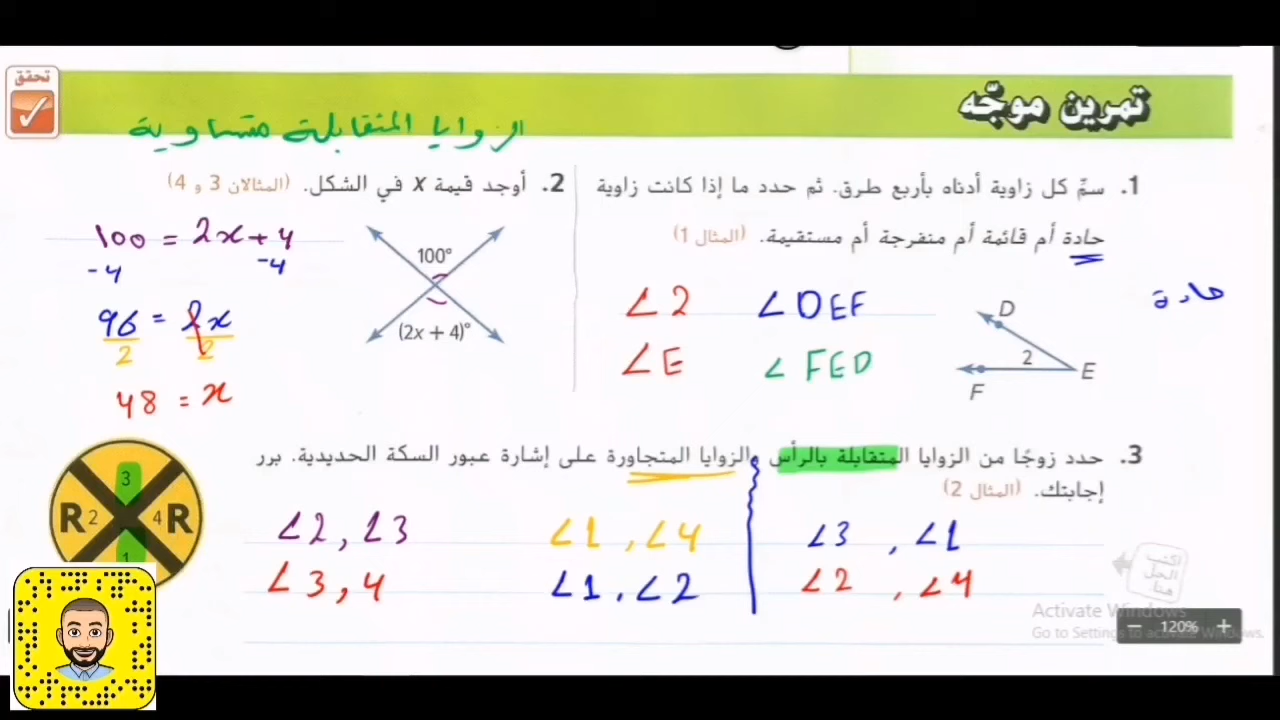 تحقق
تمرين موجّه
الزوايا المتقابلة متساوية
1. سمِّ كل زاوية أدناه بأربع طرق. ثم حدد ما إذا كانت زاوية
حادة أم قائمة أم منفرجة أم مستقيمة. (المثال 1)
∠2 ∠DEF
∠E ∠FED
حادة
D
2
E
F
2. أوجد قيمة x في الشكل. (المثالان 3 و 4)
100 = 2x + 4
-4 -4
96 = 2x
2 2
48 = x
100°
(2x + 4)°
3. حدد زوجًا من الزوايا المتقابلة بالرأس والزوايا المتجاورة على إشارة عبور السكة الحديدية. برر
إجابتك. (المثال 2)
∠3 , ∠1
∠2 , ∠4
∠1 , ∠4
∠1 , ∠2
∠2 , ∠3
∠3 , 4
3
R 2 4 R
1
اكتب
الحل
هنا
Activate Windows
Go to Settings to activate Windows.
− 120% +